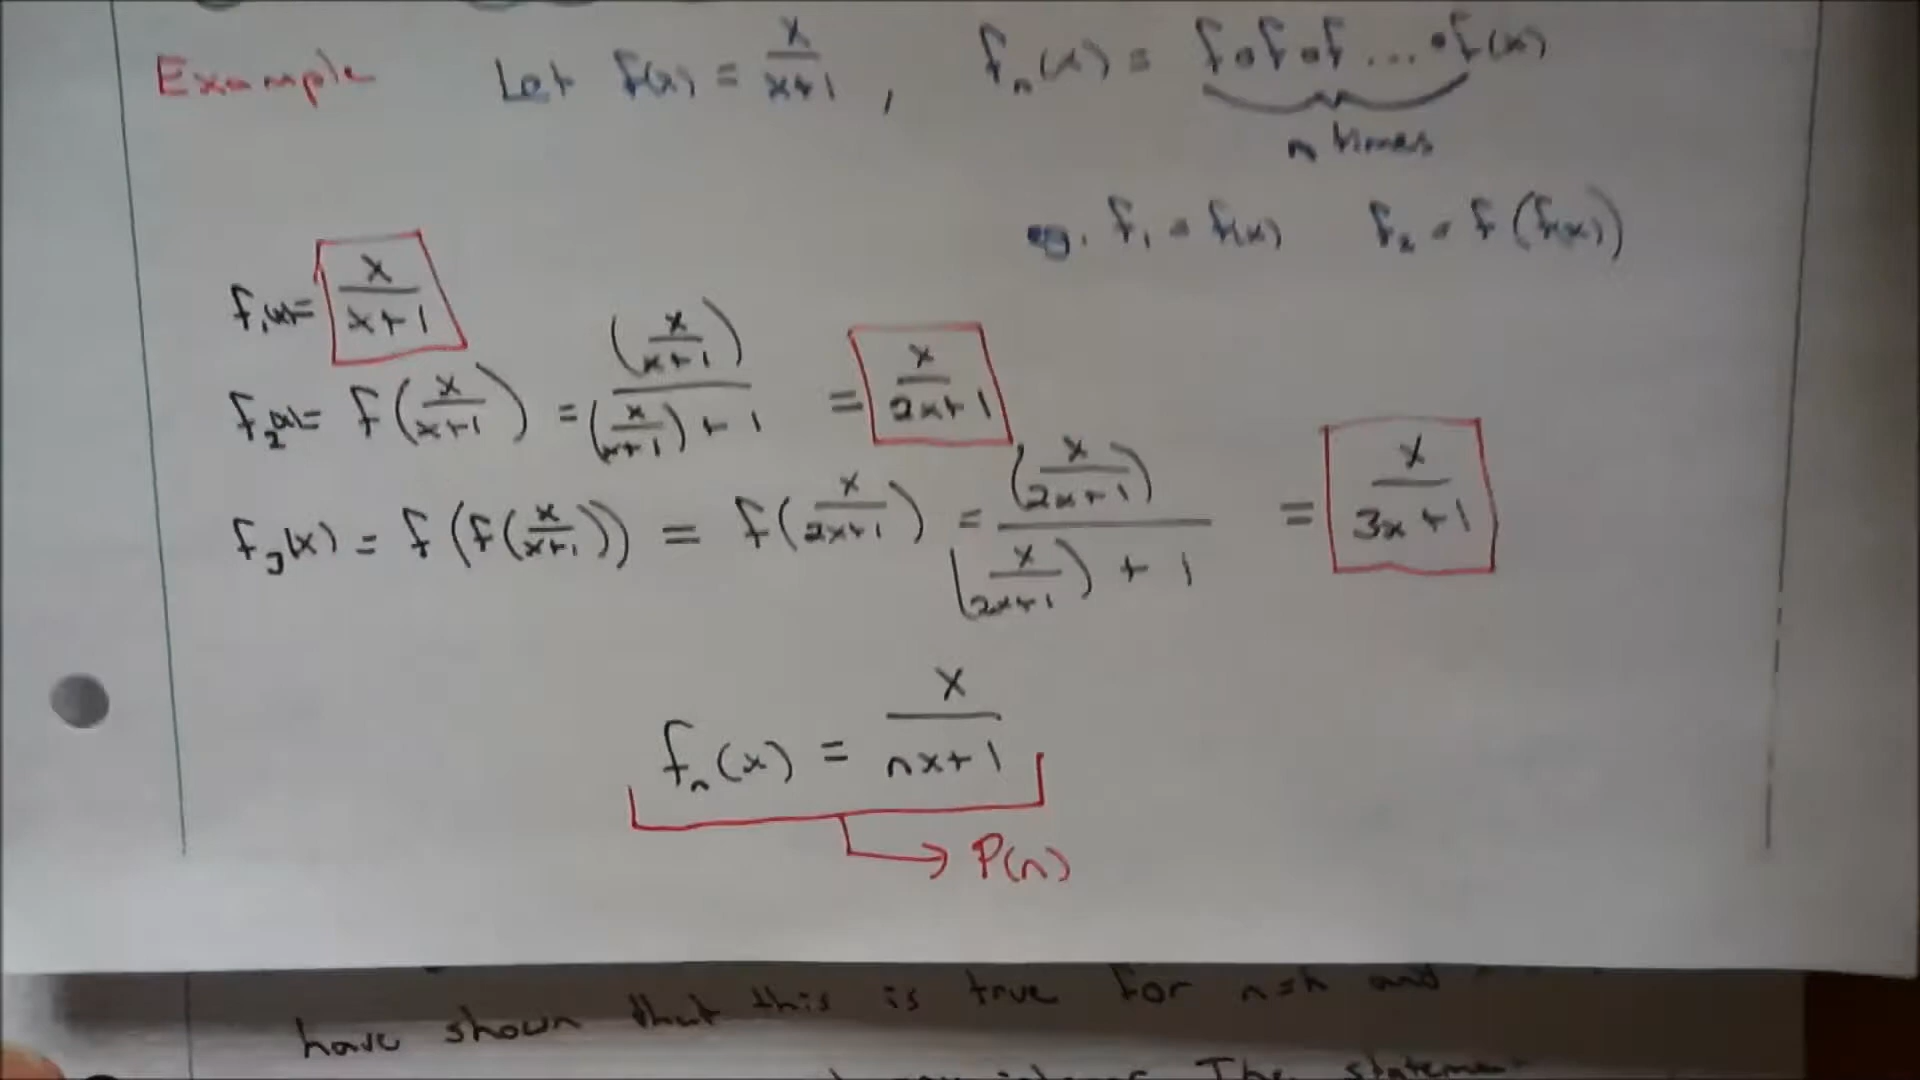 Example Let f(x) = x/(x+1) , fₙ(x) = f∘f∘f...∘f(x)
n times
eg. f₁ = f(x) f₂ = f(f(x))
f₁(x) = x/(x+1)
f₂(x) = f(x/(x+1)) = (x/(x+1))/((x/(x+1)) + 1) = x/(2x+1)
f₃(x) = f(f(x/(x+1))) = f(x/(2x+1)) = (x/(2x+1))/((x/(2x+1)) + 1) = x/(3x+1)
fₙ(x) = x/(nx+1)
→ P(n)
have shown that this is true for n=k and
The